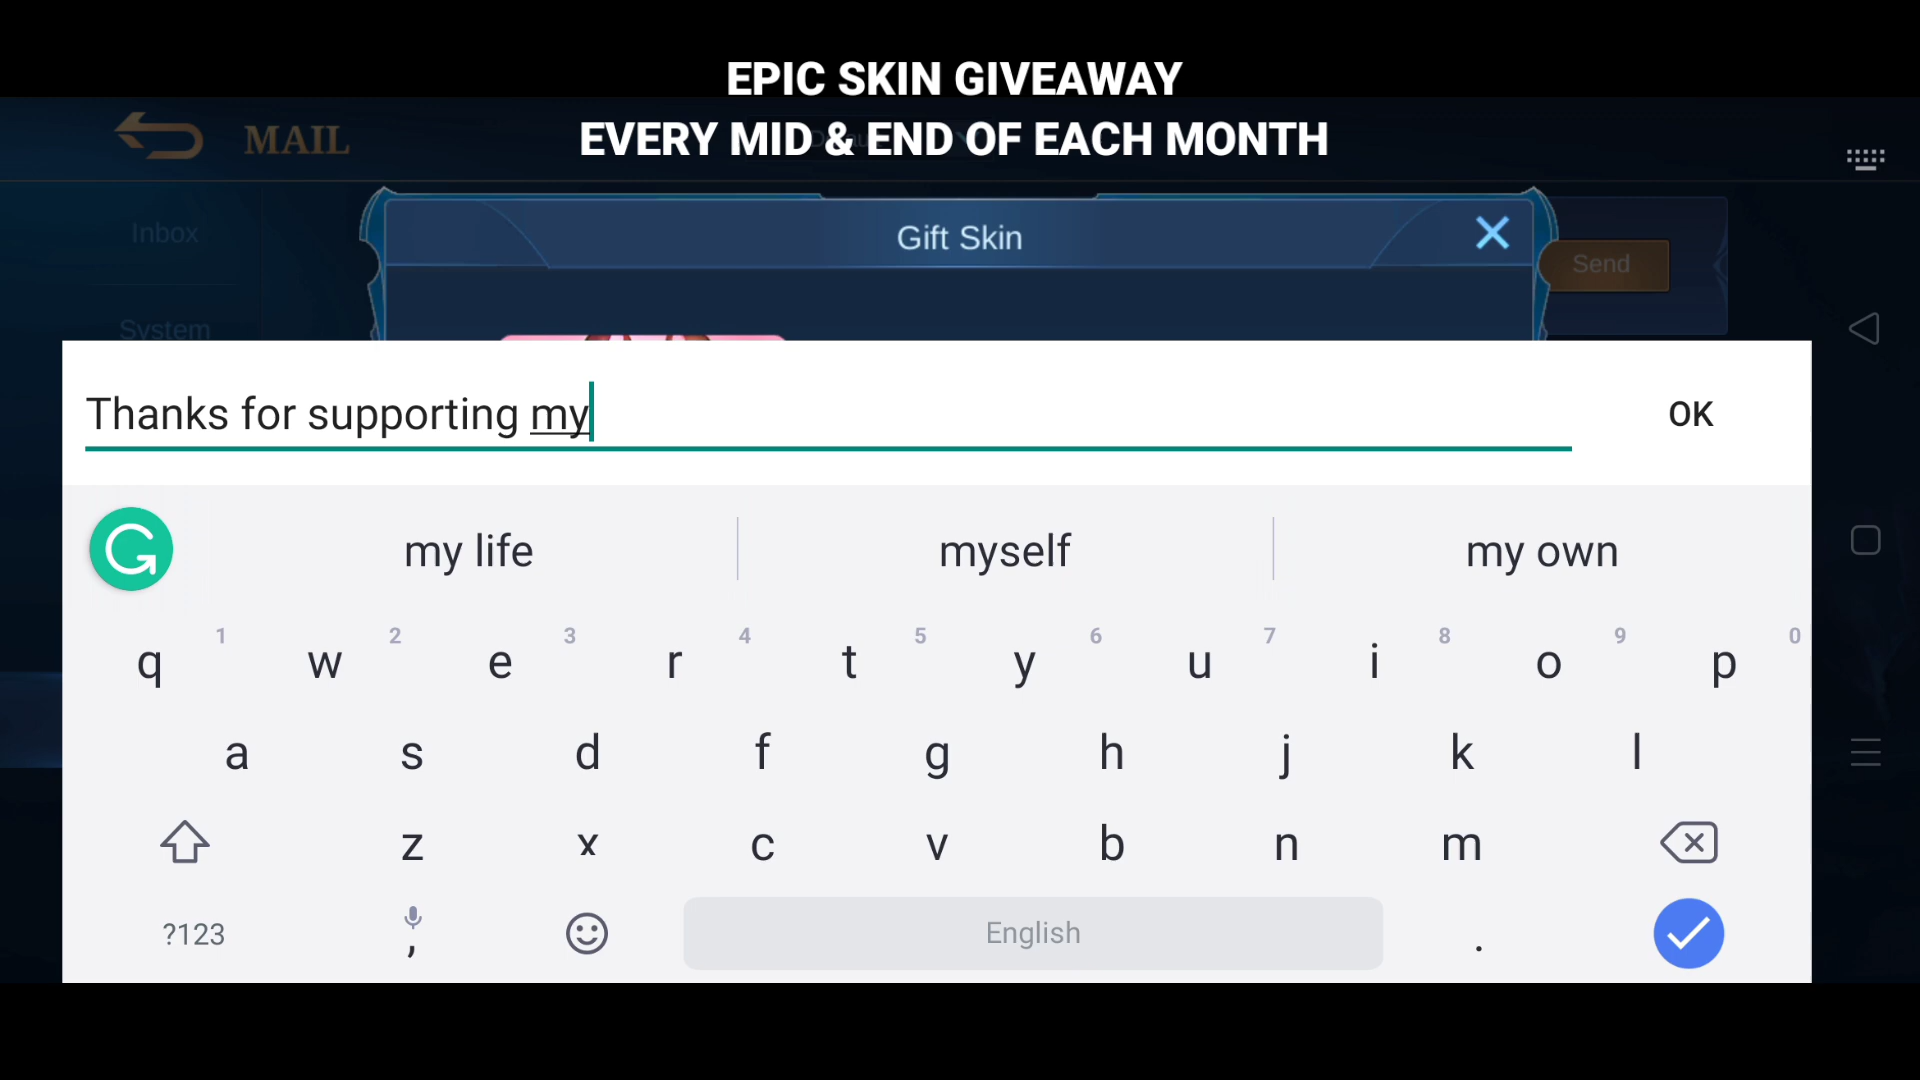 EPIC SKIN GIVEAWAY
EVERY MID & END OF EACH MONTH
MAIL
Inbox
Gift Skin
Send
System
Thanks for supporting my
OK
my life
myself
my own
1 2 3 4 5 6 7 8 9 0
q w e r t y u i o p
a s d f g h j k l
z x c v b n m
?123 , English .